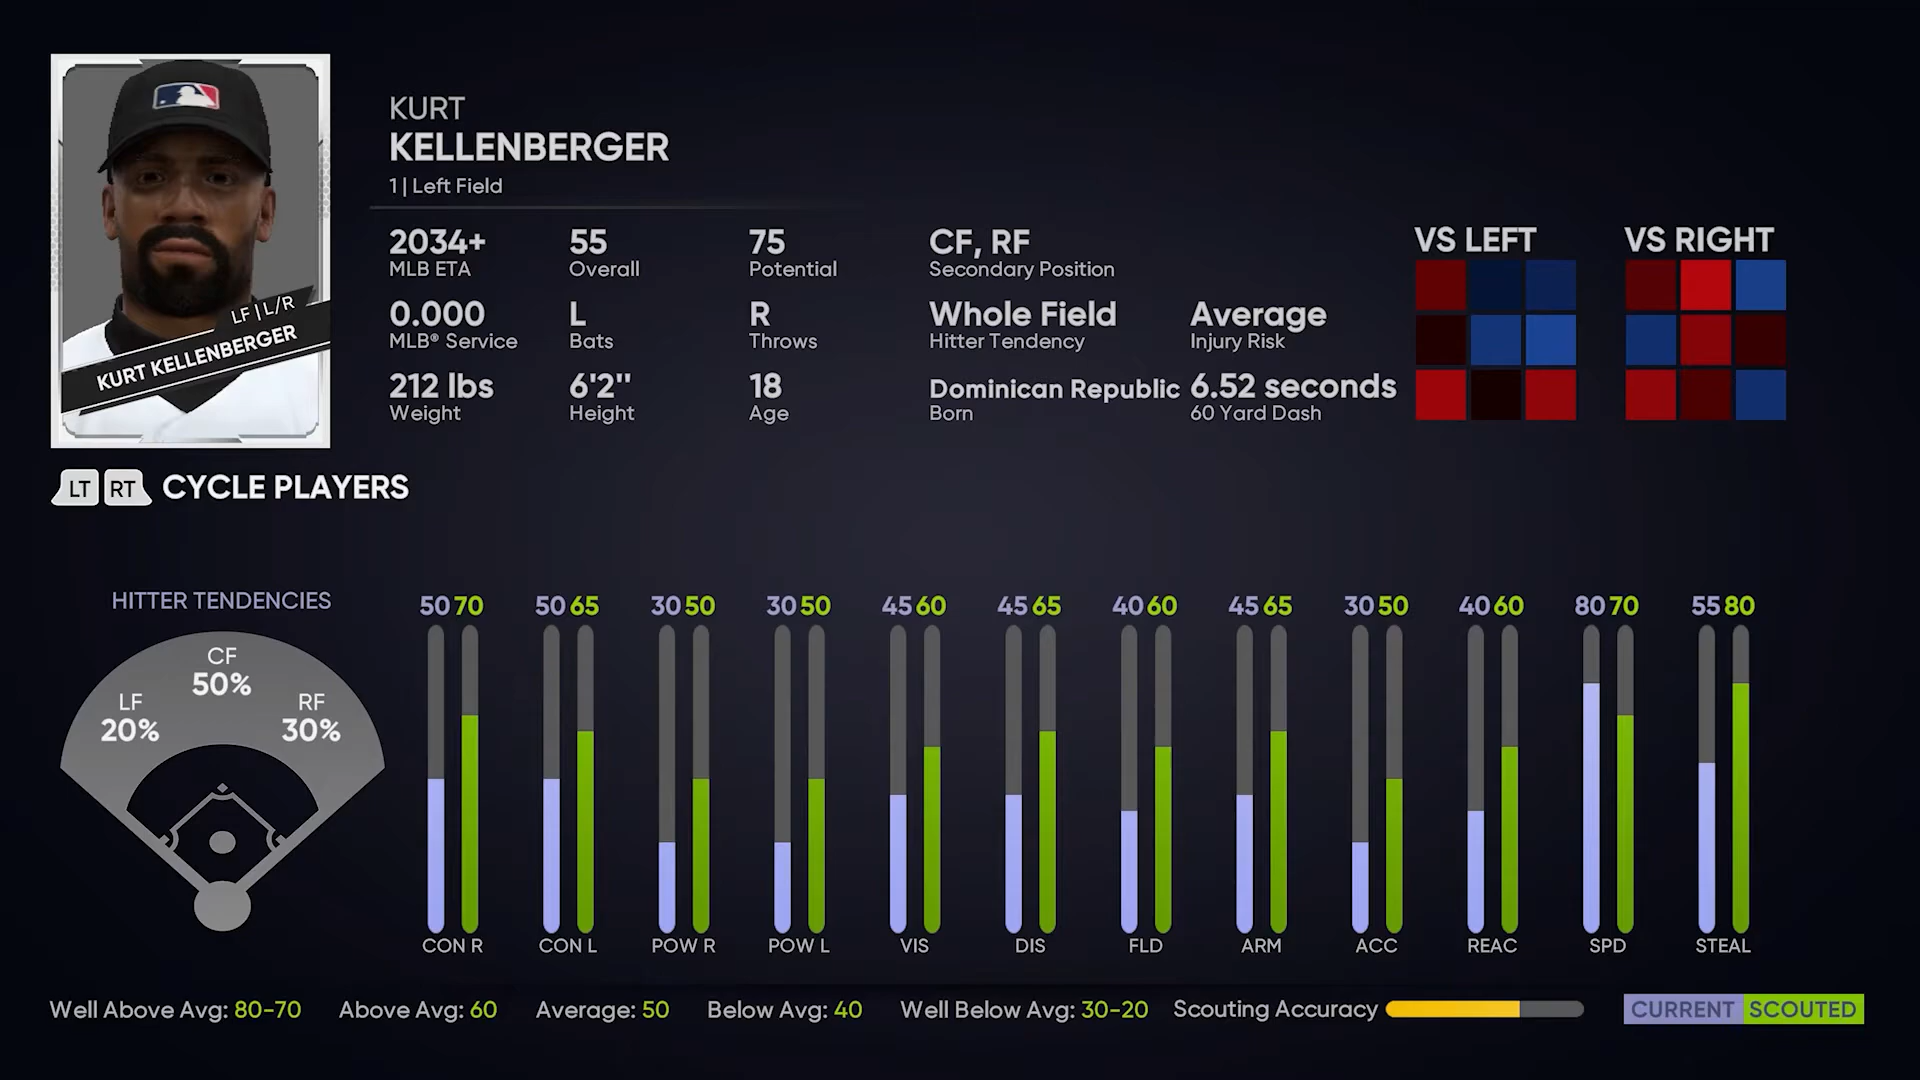 KURT
KELLENBERGER
1 | Left Field
LF | L/R
KURT KELLENBERGER
2034+ 55 75 CF, RF
MLB ETA Overall Potential Secondary Position
0.000 L R Whole Field Average
MLB® Service Bats Throws Hitter Tendency Injury Risk
212 lbs 6'2" 18 Dominican Republic 6.52 seconds
Weight Height Age Born 60 Yard Dash
VS LEFT VS RIGHT
LT RT CYCLE PLAYERS
HITTER TENDENCIES
CF
50%
LF RF
20% 30%
50 70 50 65 30 50 30 50 45 60 45 65 40 60 45 65 30 50 40 60 80 70 55 80
CON R CON L POW R POW L VIS DIS FLD ARM ACC REAC SPD STEAL
Well Above Avg: 80-70 Above Avg: 60 Average: 50 Below Avg: 40 Well Below Avg: 30-20 Scouting Accuracy CURRENT SCOUTED